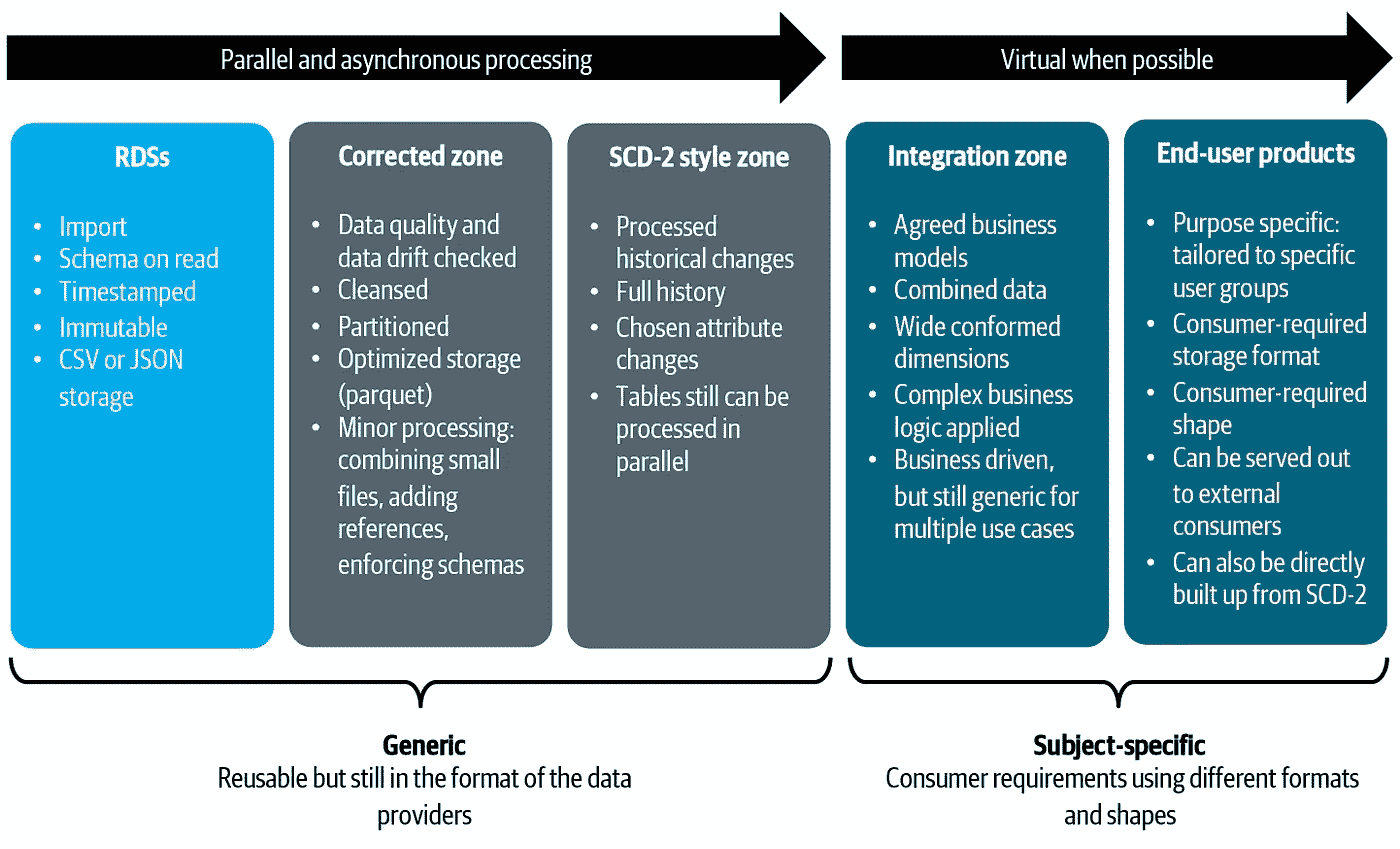 Parallel and asynchronous processing
Virtual when possible
RDSs
• Import
• Schema on read
• Timestamped
• Immutable
• CSV or JSON
storage
Corrected zone
• Data quality and
data drift checked
• Cleansed
• Partitioned
• Optimized storage
(parquet)
• Minor processing:
combining small
files, adding
references,
enforcing schemas
SCD-2 style zone
• Processed
historical changes
• Full history
• Chosen attribute
changes
• Tables still can be
processed in
parallel
Integration zone
• Agreed business
models
• Combined data
• Wide conformed
dimensions
• Complex business
logic applied
• Business driven,
but still generic for
multiple use cases
End-user products
• Purpose specific:
tailored to specific
user groups
• Consumer-required
storage format
• Consumer-required
shape
• Can be served out
to external
consumers
• Can also be directly
built up from SCD-2
Generic
Reusable but still in the format of the data
providers
Subject-specific
Consumer requirements using different formats
and shapes